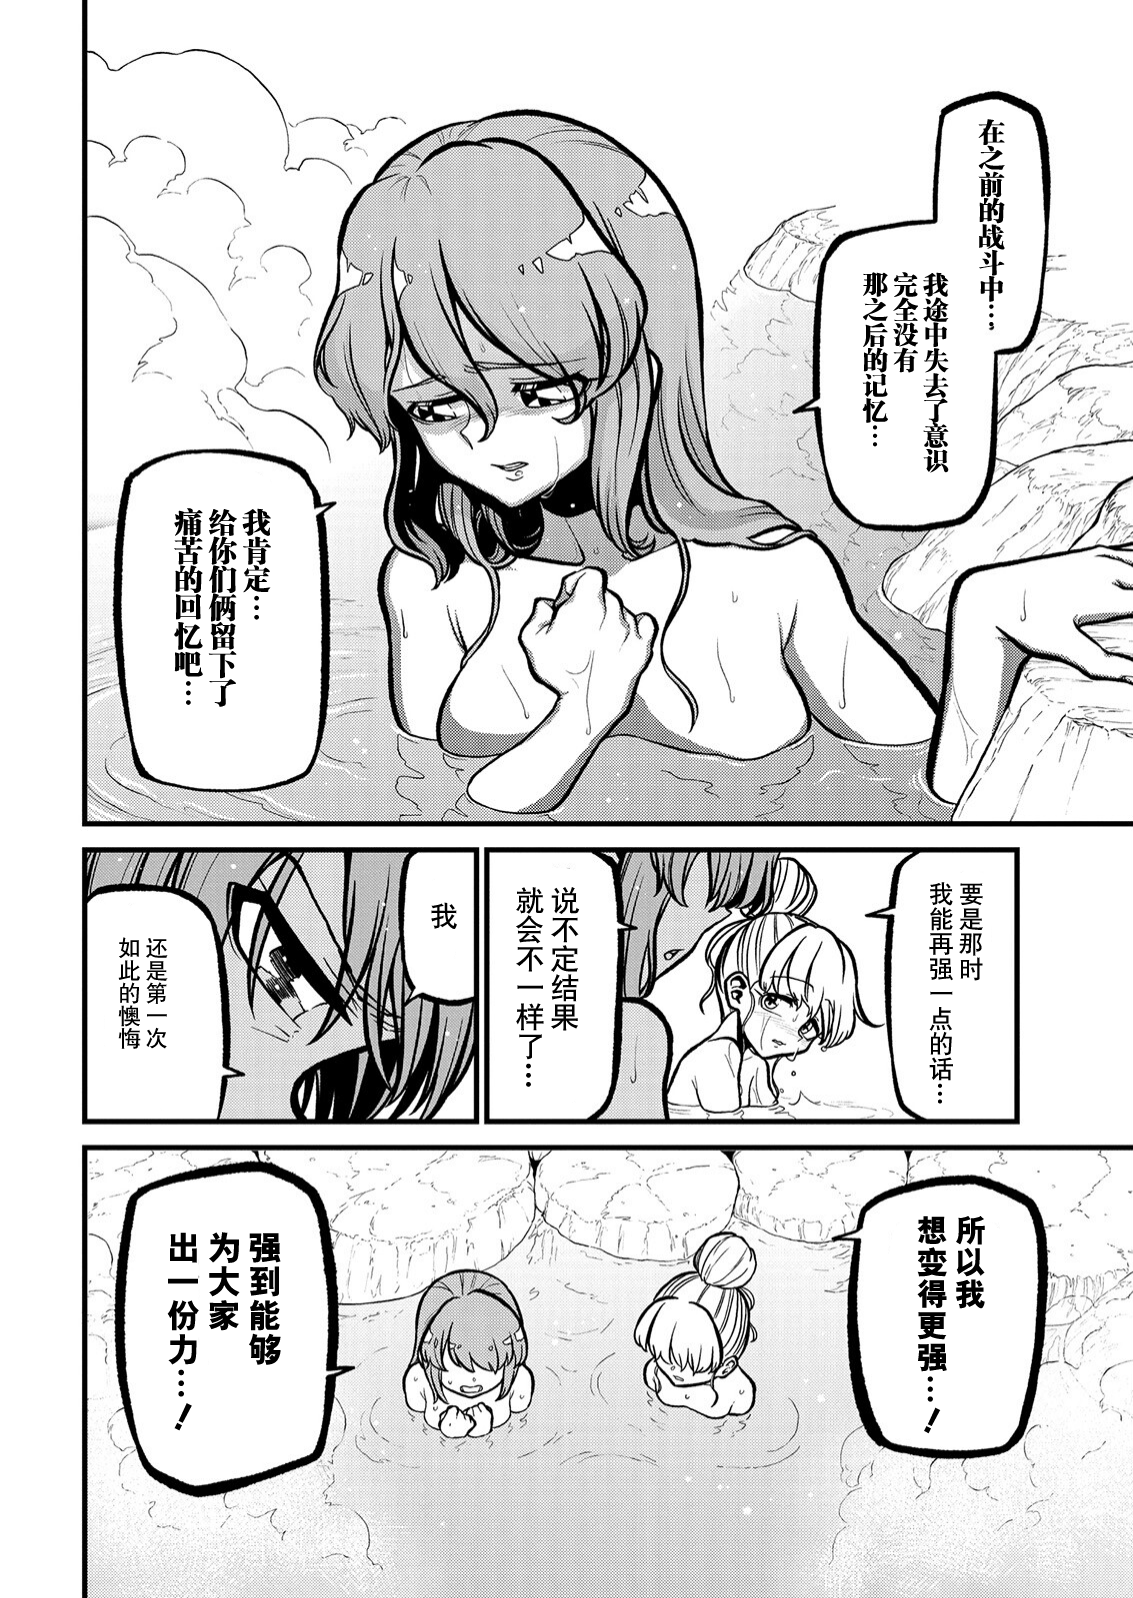 在之前的战斗中…,
我途中失去了意识
完全没有
那之后的记忆…
我肯定…
给你们俩留下了
痛苦的回忆吧…
要是那时
我能再强一点的话…
说不定结果
就会不一样了…
我
还是第一次
如此的懊悔
所以我
想变得更强…！
强到能够
为大家
出一份力…！